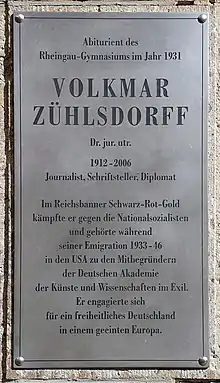 Abiturient des
Rheingau-Gymnasiums im Jahr 1931
VOLKMAR
ZÜHLSDORFF
Dr. jur. utr.
1912-2006
Journalist, Schriftsteller, Diplomat
Im Reichsbanner Schwarz-Rot-Gold
kämpfte er gegen die Nationalsozialisten
und gehörte während
seiner Emigration 1933-46
in den USA zu den Mitbegründern
der Deutschen Akademie
der Künste und Wissenschaften im Exil.
Er engagierte sich
für ein freiheitliches Deutschland
in einem geeinten Europa.